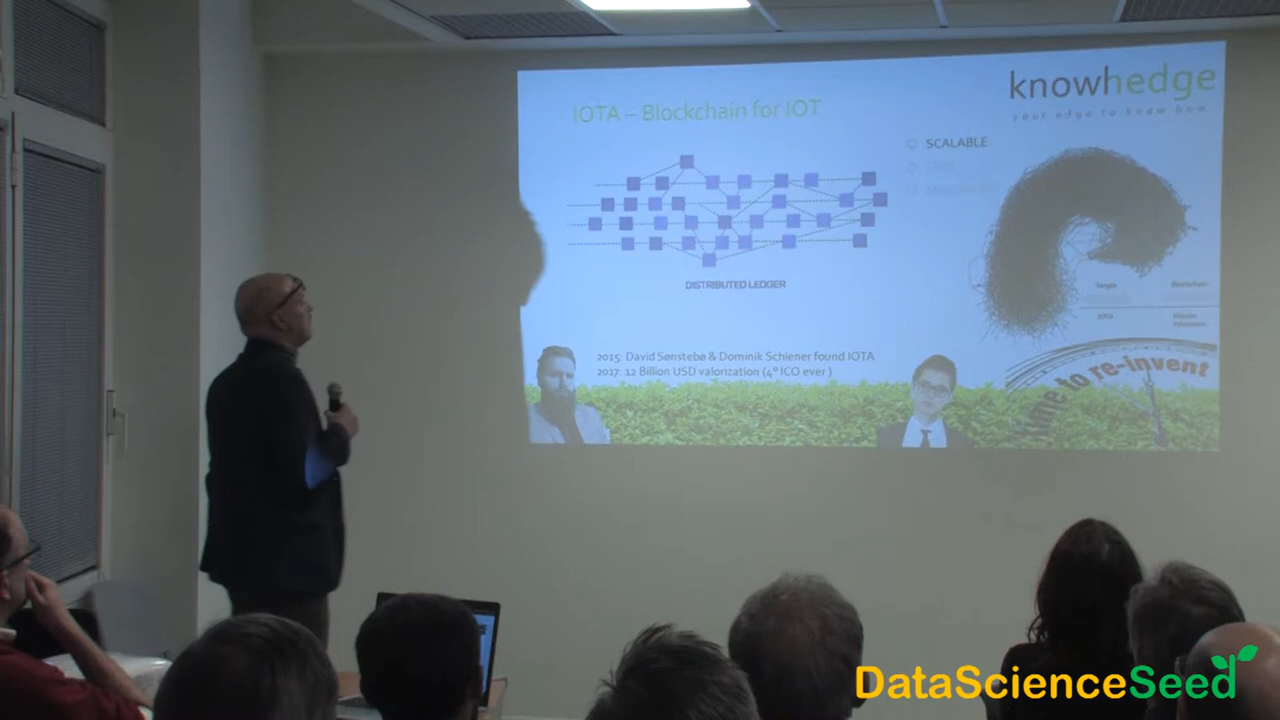 knowhedge
your edge to know how
IOTA – Blockchain for IOT
SCALABLE
DISTRIBUTED LEDGER
Tangle
Blockchain
IOTA
2015: David Sønstebø & Dominik Schiener found IOTA
2017: 12 Billion USD valorization (4º ICO ever )
time to re-invent
DataScienceSeed